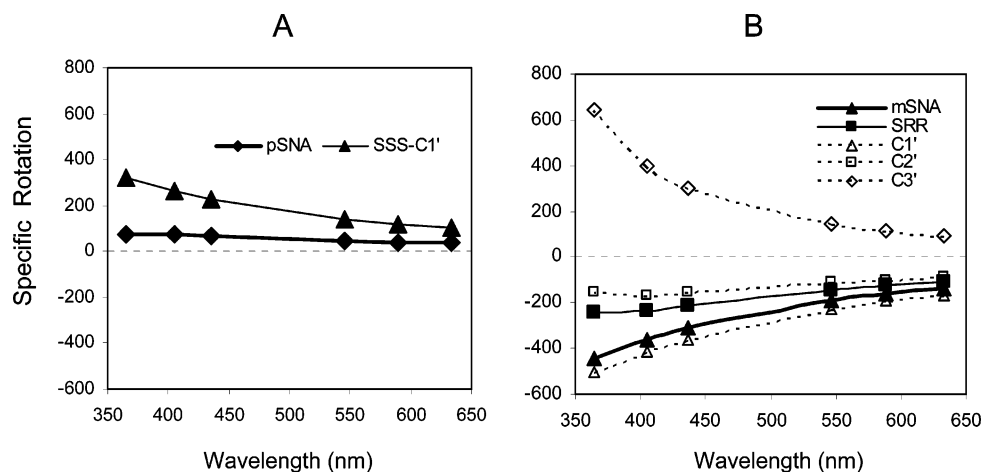 A
Specific Rotation
800
600
400
200
0
-200
-400
-600
pSNA
SSS-C1'
350 400 450 500 550 600 650
Wavelength (nm)
B
800
600
400
200
0
-200
-400
-600
mSNA
SRR
C1'
C2'
C3'
350 400 450 500 550 600 650
Wavelength (nm)